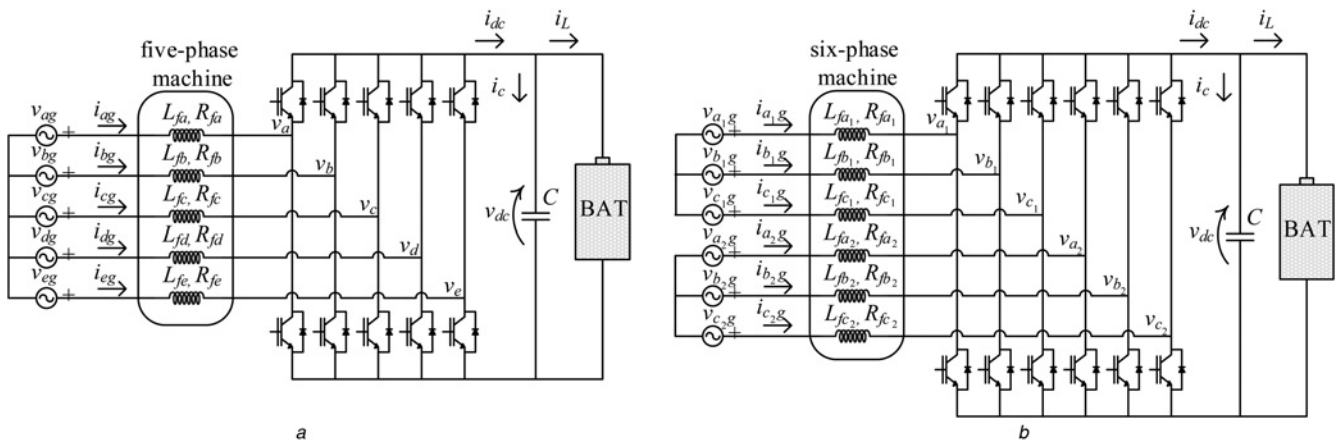 five-phase
machine
i_dc
i_L
i_c
v_ag
+
i_ag
L_fa, R_fa
v_a
v_bg
+
i_bg
L_fb, R_fb
v_b
v_cg
+
i_cg
L_fc, R_fc
v_c
v_dg
+
i_dg
L_fd, R_fd
v_d
v_eg
+
i_eg
L_fe, R_fe
v_e
v_dc
C
BAT
a
six-phase
machine
i_dc
i_L
i_c
v_a₁g
+
i_a₁g
L_fa₁, R_fa₁
v_a₁
v_b₁g
+
i_b₁g
L_fb₁, R_fb₁
v_b₁
v_c₁g
+
i_c₁g
L_fc₁, R_fc₁
v_c₁
v_a₂g
+
i_a₂g
L_fa₂, R_fa₂
v_a₂
v_b₂g
+
i_b₂g
L_fb₂, R_fb₂
v_b₂
v_c₂g
+
i_c₂g
L_fc₂, R_fc₂
v_c₂
v_dc
C
BAT
b